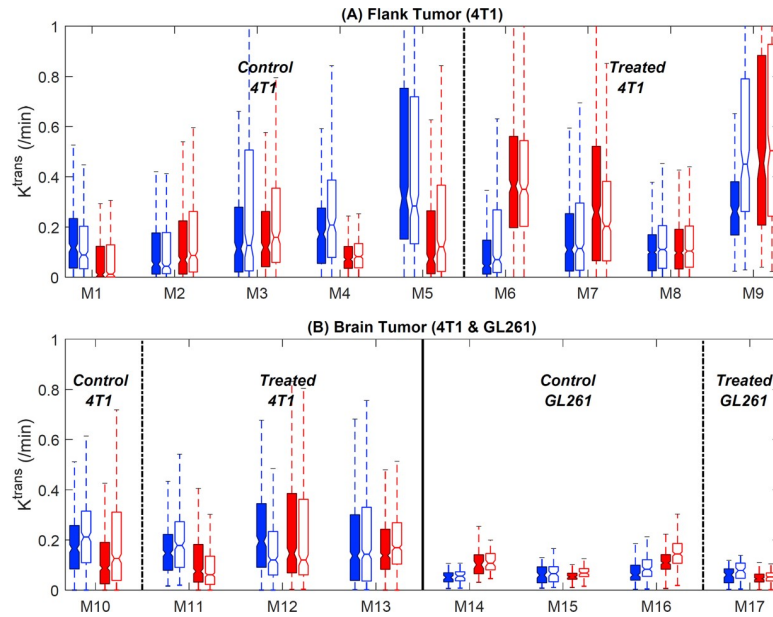 (A) Flank Tumor (4T1)
1
0.8
0.6
0.4
0.2
0
K^trans (/min)
Control
4T1
Treated
4T1
M1 M2 M3 M4 M5 M6 M7 M8 M9
(B) Brain Tumor (4T1 & GL261)
1
0.8
0.6
0.4
0.2
0
K^trans (/min)
Control
4T1
Treated
4T1
Control
GL261
Treated
GL261
M10 M11 M12 M13 M14 M15 M16 M17